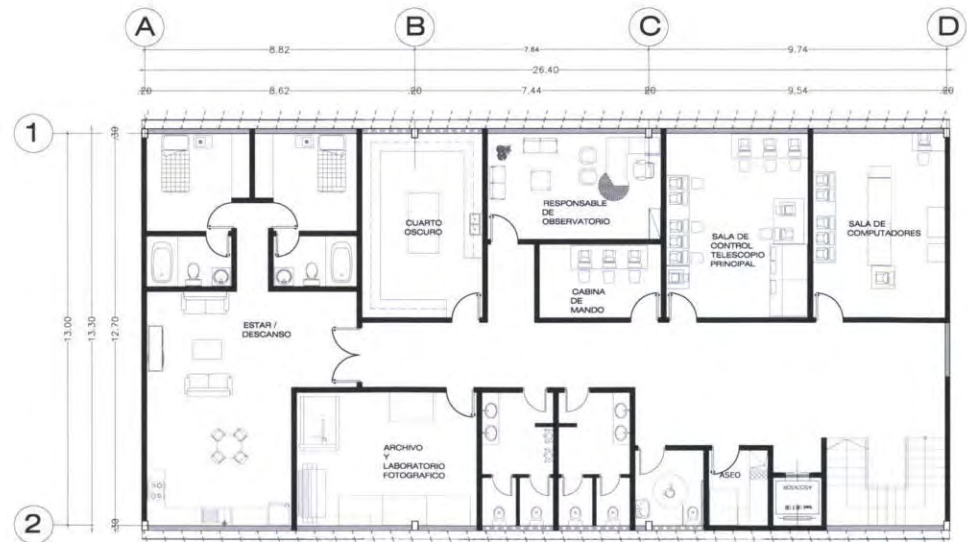 A
B
C
D
8.82
7.84
9.74
26.40
.20
8.62
.20
7.44
.20
9.54
.20
1
.30
CUARTO
OSCURO
RESPONSABLE
DE
OBSERVATORIO
SALA DE
CONTROL
TELESCOPIO
PRINCIPAL
SALA DE
COMPUTADORES
CABINA
DE
MANDO
ESTAR /
DESCANSO
13.00
13.30
12.70
ARCHIVO
Y
LABORATORIO
FOTOGRAFICO
ASEO
ASCENSOR
2
.30